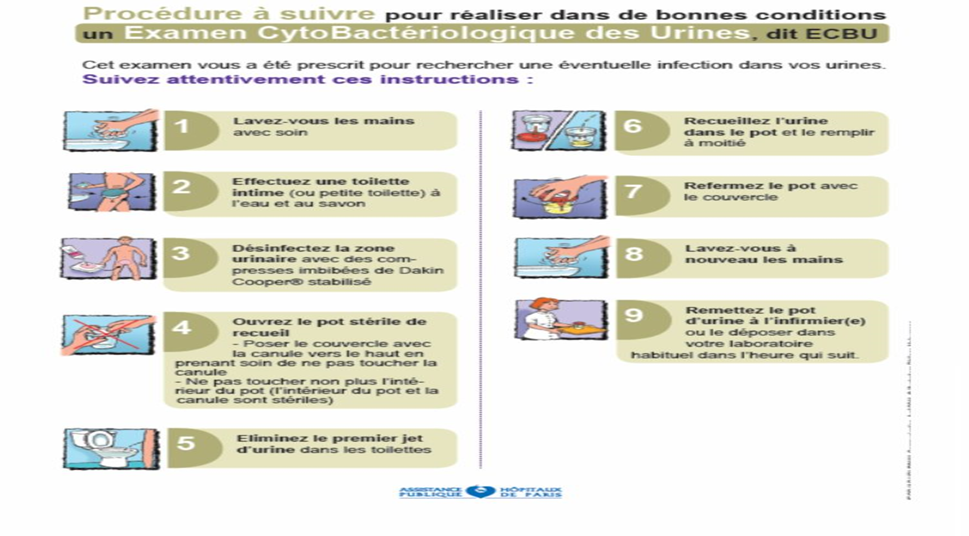 Procédure à suivre pour réaliser dans de bonnes conditions
un Examen CytoBactériologique des Urines, dit ECBU
Cet examen vous a été prescrit pour rechercher une éventuelle infection dans vos urines.
Suivez attentivement ces instructions :
1
Lavez-vous les mains
avec soin
2
Effectuez une toilette
intime (ou petite toilette) à
l'eau et au savon
3
Désinfectez la zone
urinaire avec des com-
presses imbibées de Dakin
Cooper® stabilisé
4
Ouvrez le pot stérile de
recueil
- Poser le couvercle avec
la canule vers le haut en
prenant soin de ne pas toucher la
canule
- Ne pas toucher non plus l'inté-
rieur du pot (l'intérieur du pot et la
canule sont stériles)
5
Eliminez le premier jet
d'urine dans les toilettes
6
Recueillez l'urine
dans le pot et le remplir
à moitié
7
Refermez le pot avec
le couvercle
8
Lavez-vous à
nouveau les mains
9
Remettez le pot
d'urine à l'infirmier(e)
ou le déposer dans
votre laboratoire
habituel dans l'heure qui suit.
ASSISTANCE HÔPITAUX
PUBLIQUE DE PARIS